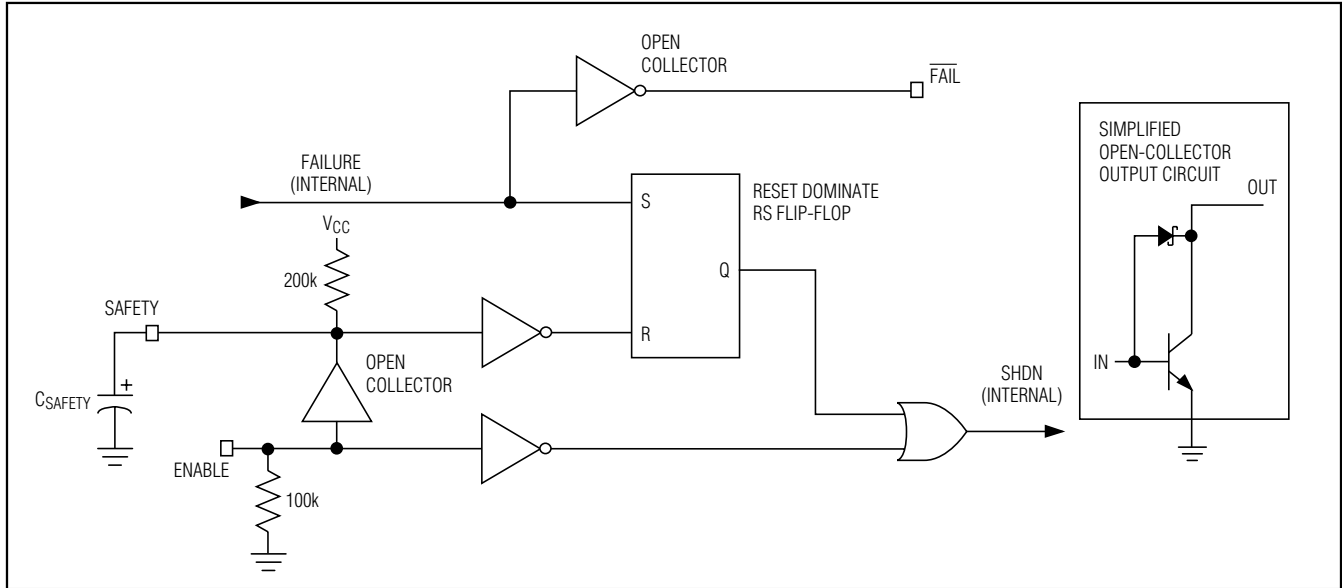 OPEN
COLLECTOR
FAIL
FAILURE
(INTERNAL)
S
RESET DOMINATE
RS FLIP-FLOP
VCC
200k
Q
SAFETY
R
OPEN
COLLECTOR
CSAFETY
ENABLE
100k
SHDN
(INTERNAL)
SIMPLIFIED
OPEN-COLLECTOR
OUTPUT CIRCUIT
OUT
IN
+